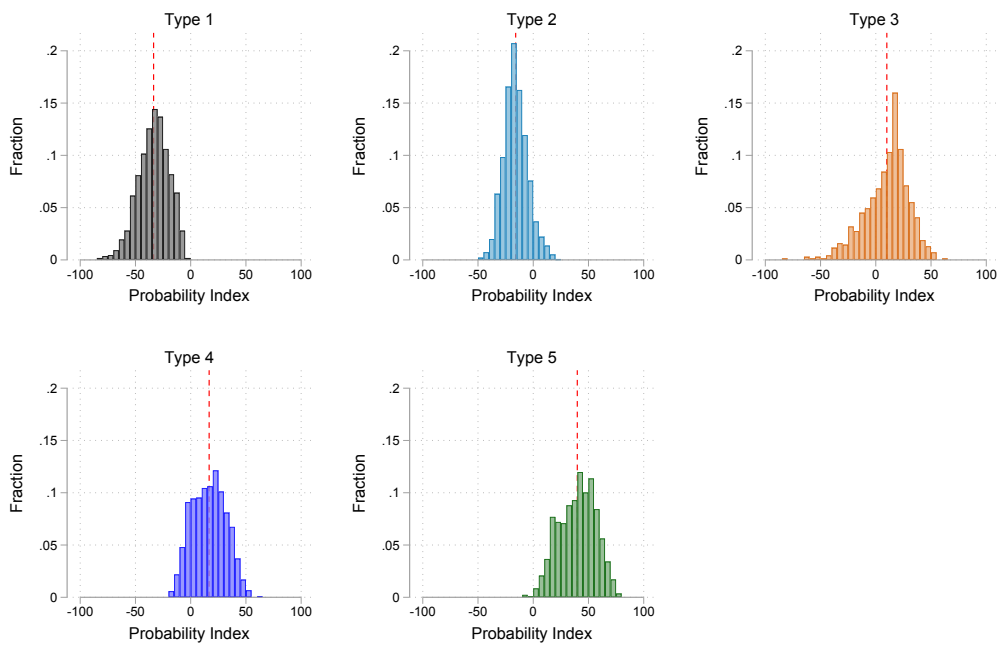 Type 1
.2
.15
.1
.05
0
Fraction
-100 -50 0 50 100
Probability Index
Type 2
.2
.15
.1
.05
0
Fraction
-100 -50 0 50 100
Probability Index
Type 3
.2
.15
.1
.05
0
Fraction
-100 -50 0 50 100
Probability Index
Type 4
.2
.15
.1
.05
0
Fraction
-100 -50 0 50 100
Probability Index
Type 5
.2
.15
.1
.05
0
Fraction
-100 -50 0 50 100
Probability Index